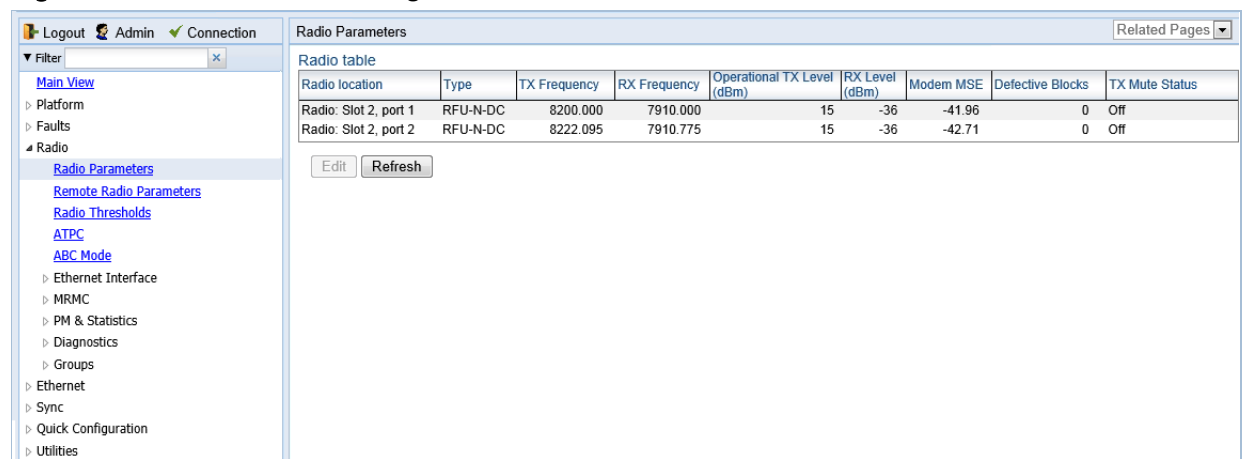 Logout Admin Connection
Filter
Main View
Platform
Faults
Radio
Radio Parameters
Remote Radio Parameters
Radio Thresholds
ATPC
ABC Mode
Ethernet Interface
MRMC
PM & Statistics
Diagnostics
Groups
Ethernet
Sync
Quick Configuration
Utilities
Radio Parameters Related Pages
Radio table
Radio location Type TX Frequency RX Frequency Operational TX Level (dBm) RX Level (dBm) Modem MSE Defective Blocks TX Mute Status
Radio: Slot 2, port 1 RFU-N-DC 8200.000 7910.000 15 -36 -41.96 0 Off
Radio: Slot 2, port 2 RFU-N-DC 8222.095 7910.775 15 -36 -42.71 0 Off
Edit Refresh